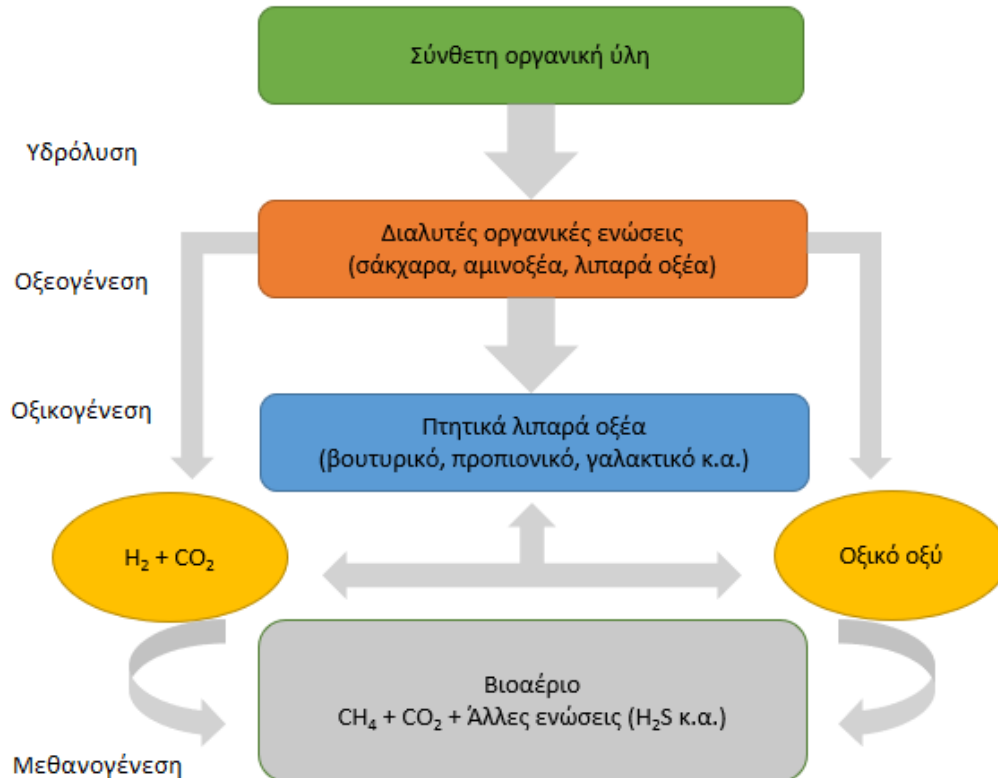 Σύνθετη οργανική ύλη
Υδρόλυση
Διαλυτές οργανικές ενώσεις
(σάκχαρα, αμινοξέα, λιπαρά οξέα)
Οξεογένεση
Οξικογένεση
Πτητικά λιπαρά οξέα
(βουτυρικό, προπιονικό, γαλακτικό κ.α.)
H₂ + CO₂
Οξικό οξύ
Βιοαέριο
CH₄ + CO₂ + Άλλες ενώσεις (H₂S κ.α.)
Μεθανογένεση